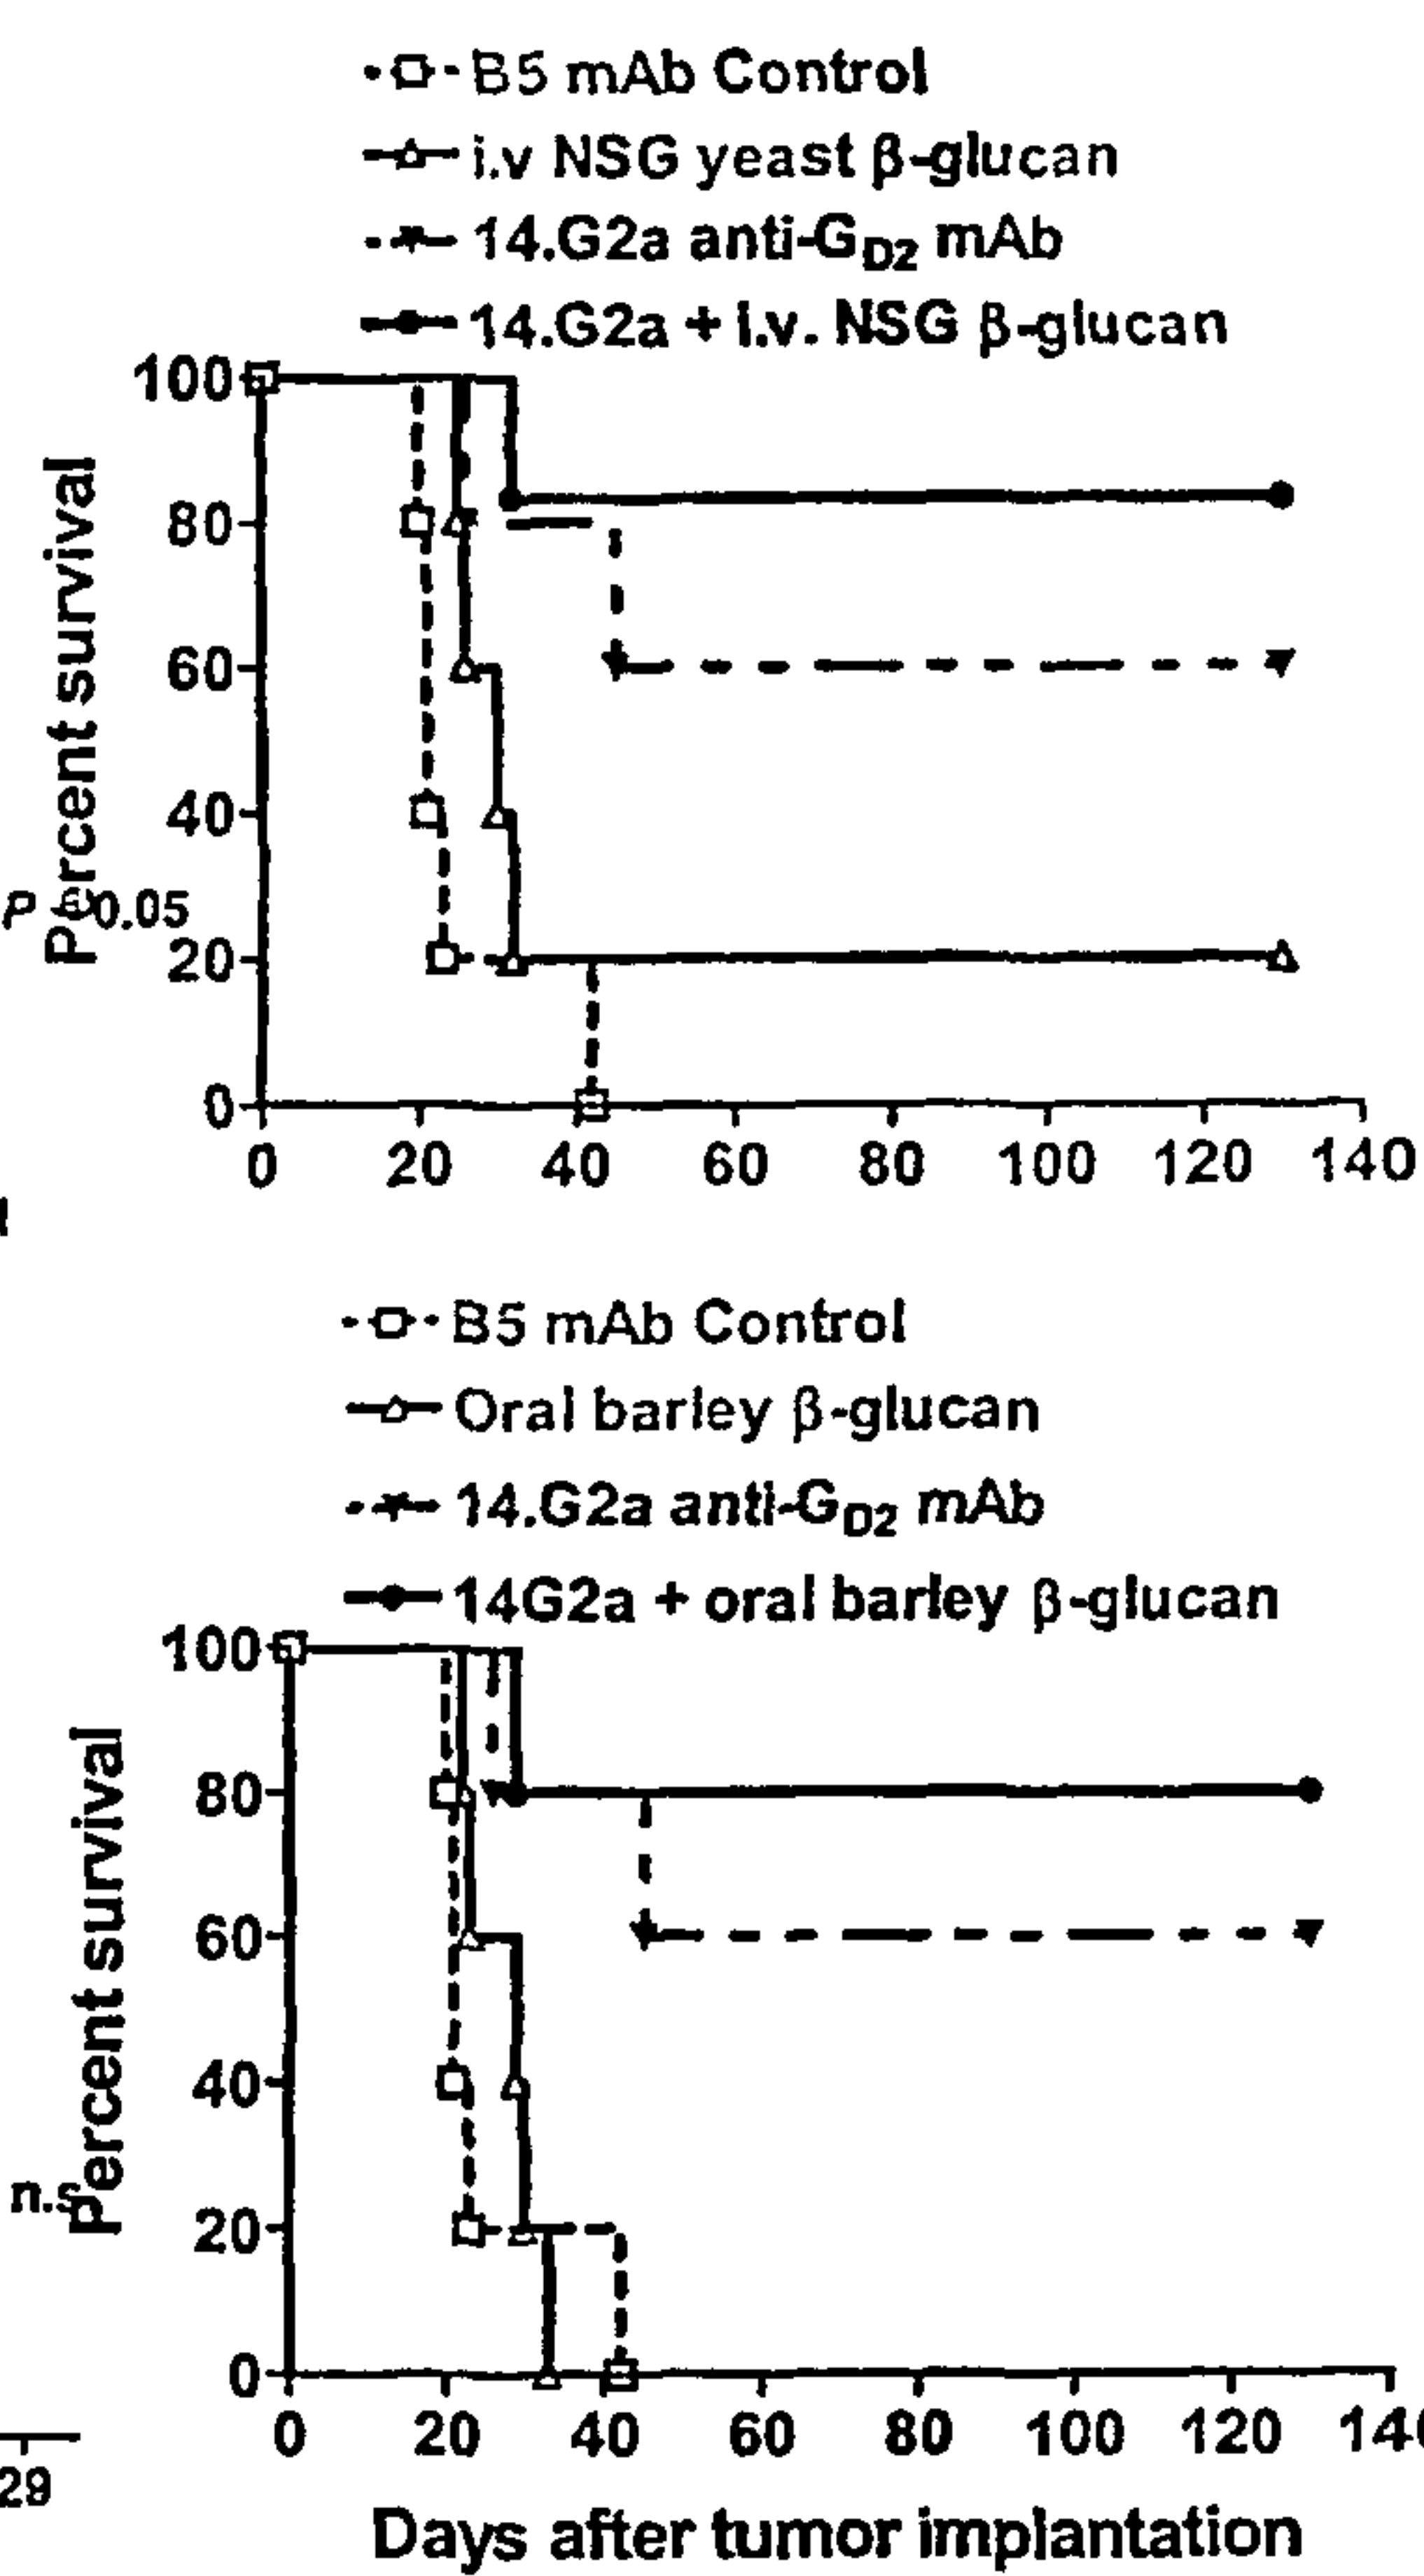 B5 mAb Control
i.v NSG yeast β-glucan
14.G2a anti-GD2 mAb
14.G2a + i.v. NSG β-glucan
100
80
60
40
20
0
Percent survival
P = 0.05
0 20 40 60 80 100 120 140
B5 mAb Control
Oral barley β-glucan
14.G2a anti-GD2 mAb
14G2a + oral barley β-glucan
100
80
60
40
20
0
Percent survival
n.s
0 20 40 60 80 100 120 140
29
Days after tumor implantation